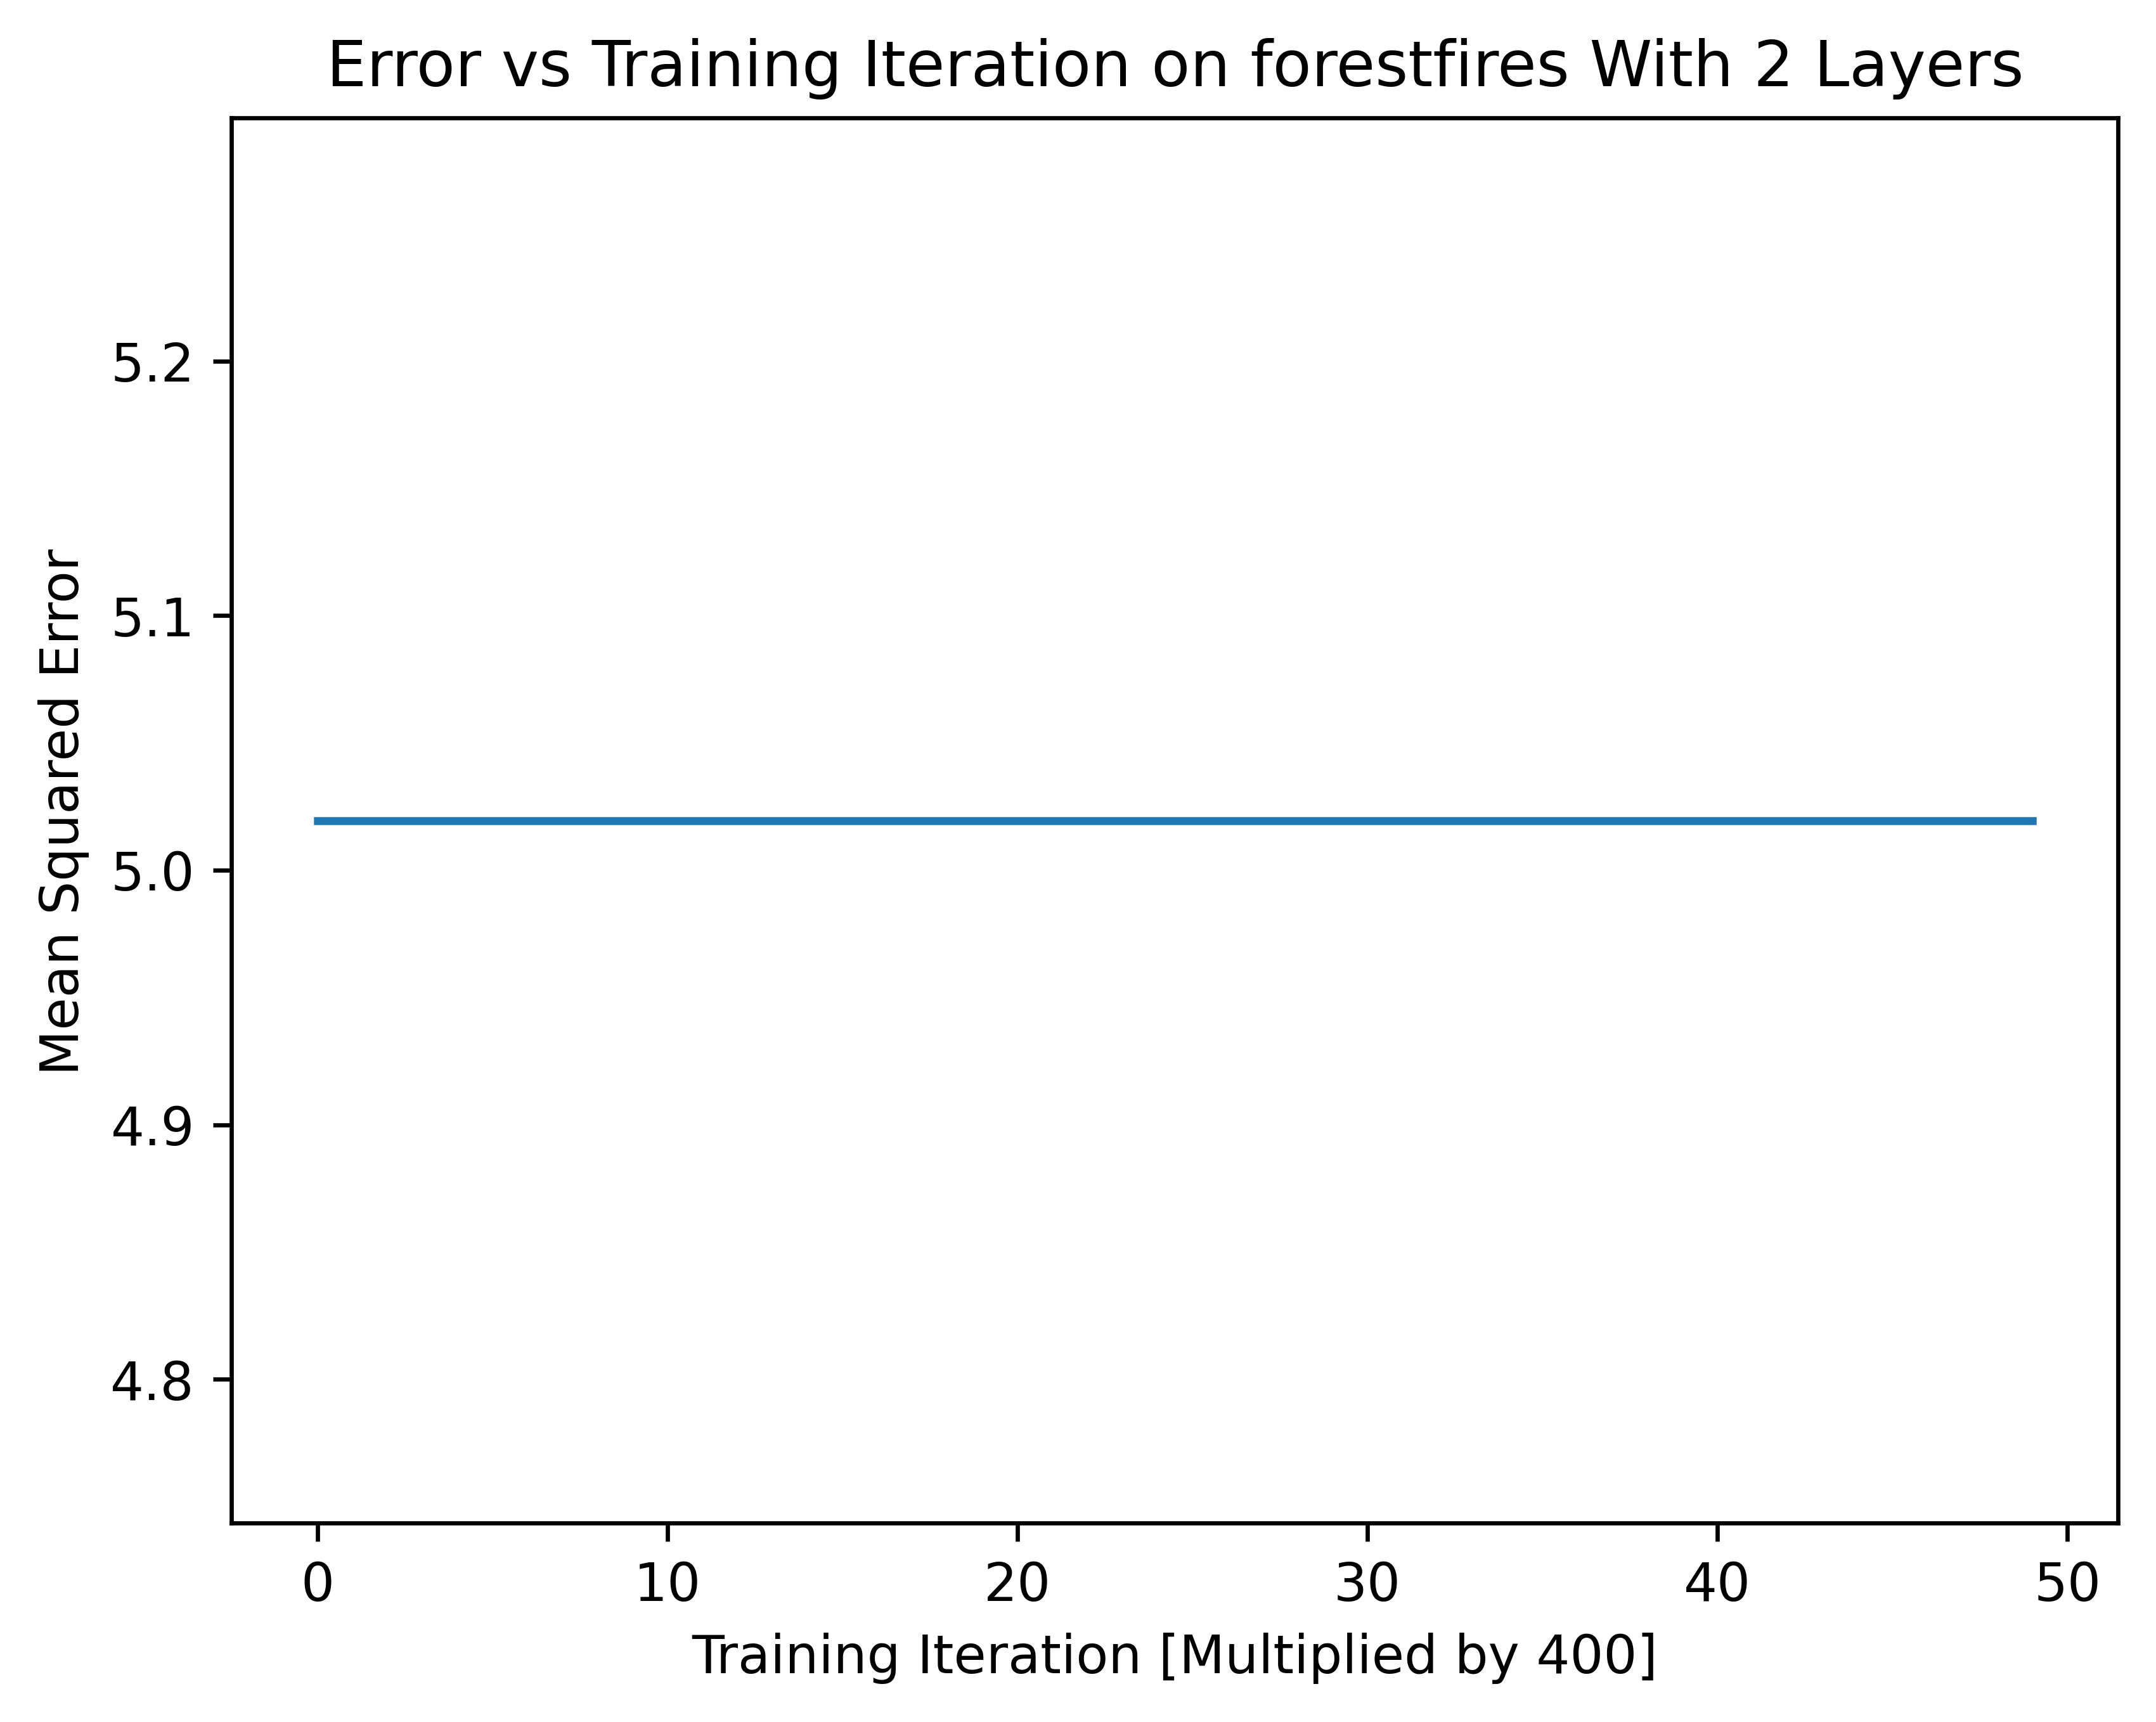 Error vs Training Iteration on forestfires With 2 Layers
Mean Squared Error
5.2
5.1
5.0
4.9
4.8
0 10 20 30 40 50
Training Iteration [Multiplied by 400]